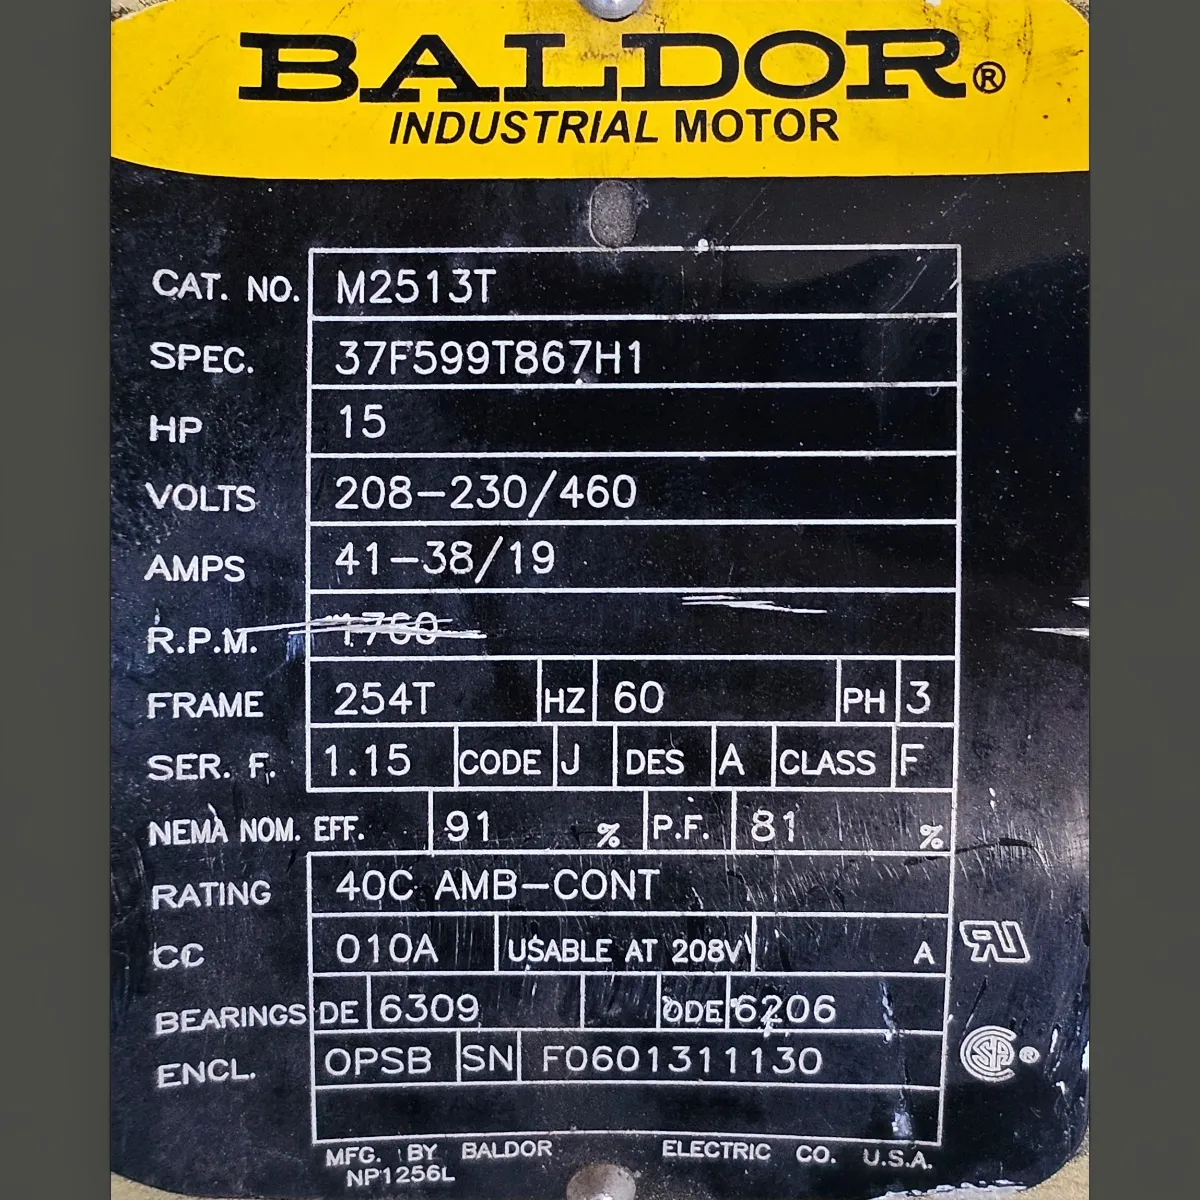 BALDOR®
INDUSTRIAL MOTOR
CAT. NO. M2513T
SPEC. 37F599T867H1
HP 15
VOLTS 208-230/460
AMPS 41-38/19
R.P.M. 1760
FRAME 254T HZ 60 PH 3
SER. F. 1.15 CODE J DES A CLASS F
NEMA NOM. EFF. 91 % P.F. 81 %
RATING 40C AMB-CONT
CC 010A USABLE AT 208V A
BEARINGS DE 6309 ODE 6206
ENCL. OPSB SN F0601311130
MFG. BY BALDOR ELECTRIC CO. U.S.A.
NP1256L
RU
CSA®